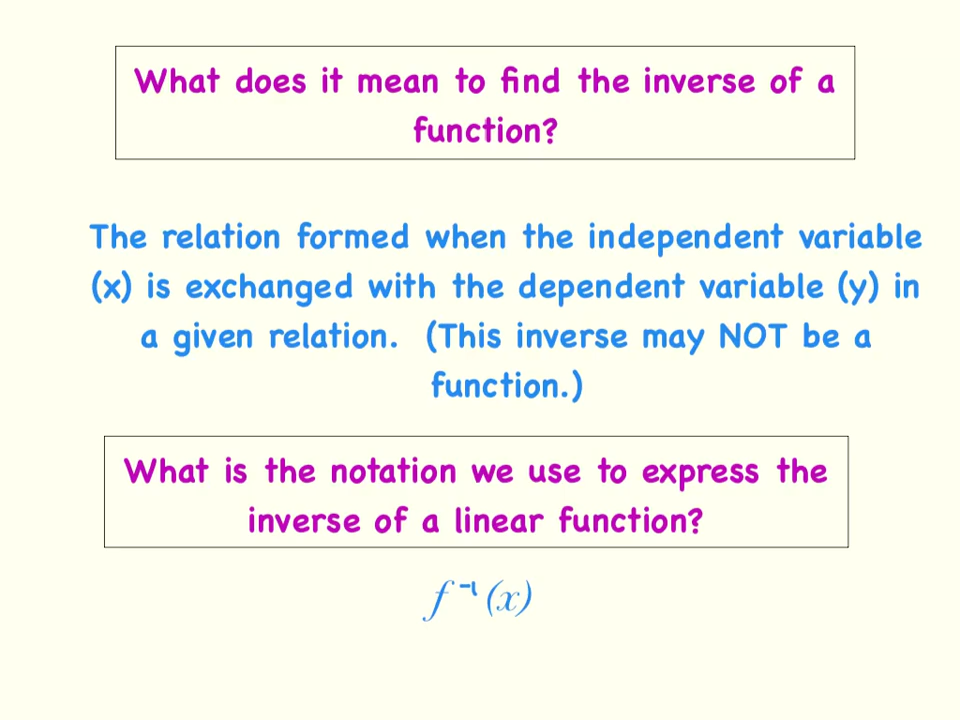 What does it mean to find the inverse of a
function?
The relation formed when the independent variable
(x) is exchanged with the dependent variable (y) in
a given relation. (This inverse may NOT be a
function.)
What is the notation we use to express the
inverse of a linear function?
f ⁻¹(x)